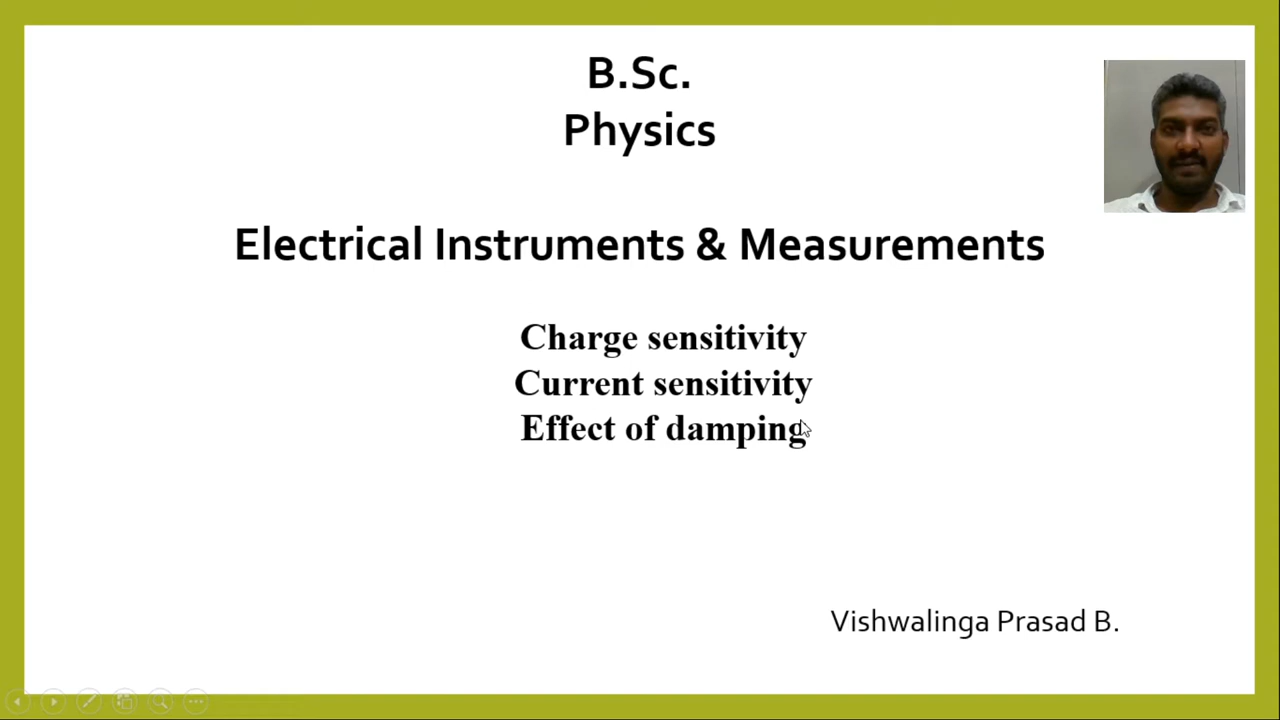 B.Sc.
Physics
Electrical Instruments & Measurements
Charge sensitivity
Current sensitivity
Effect of damping
Vishwalinga Prasad B.